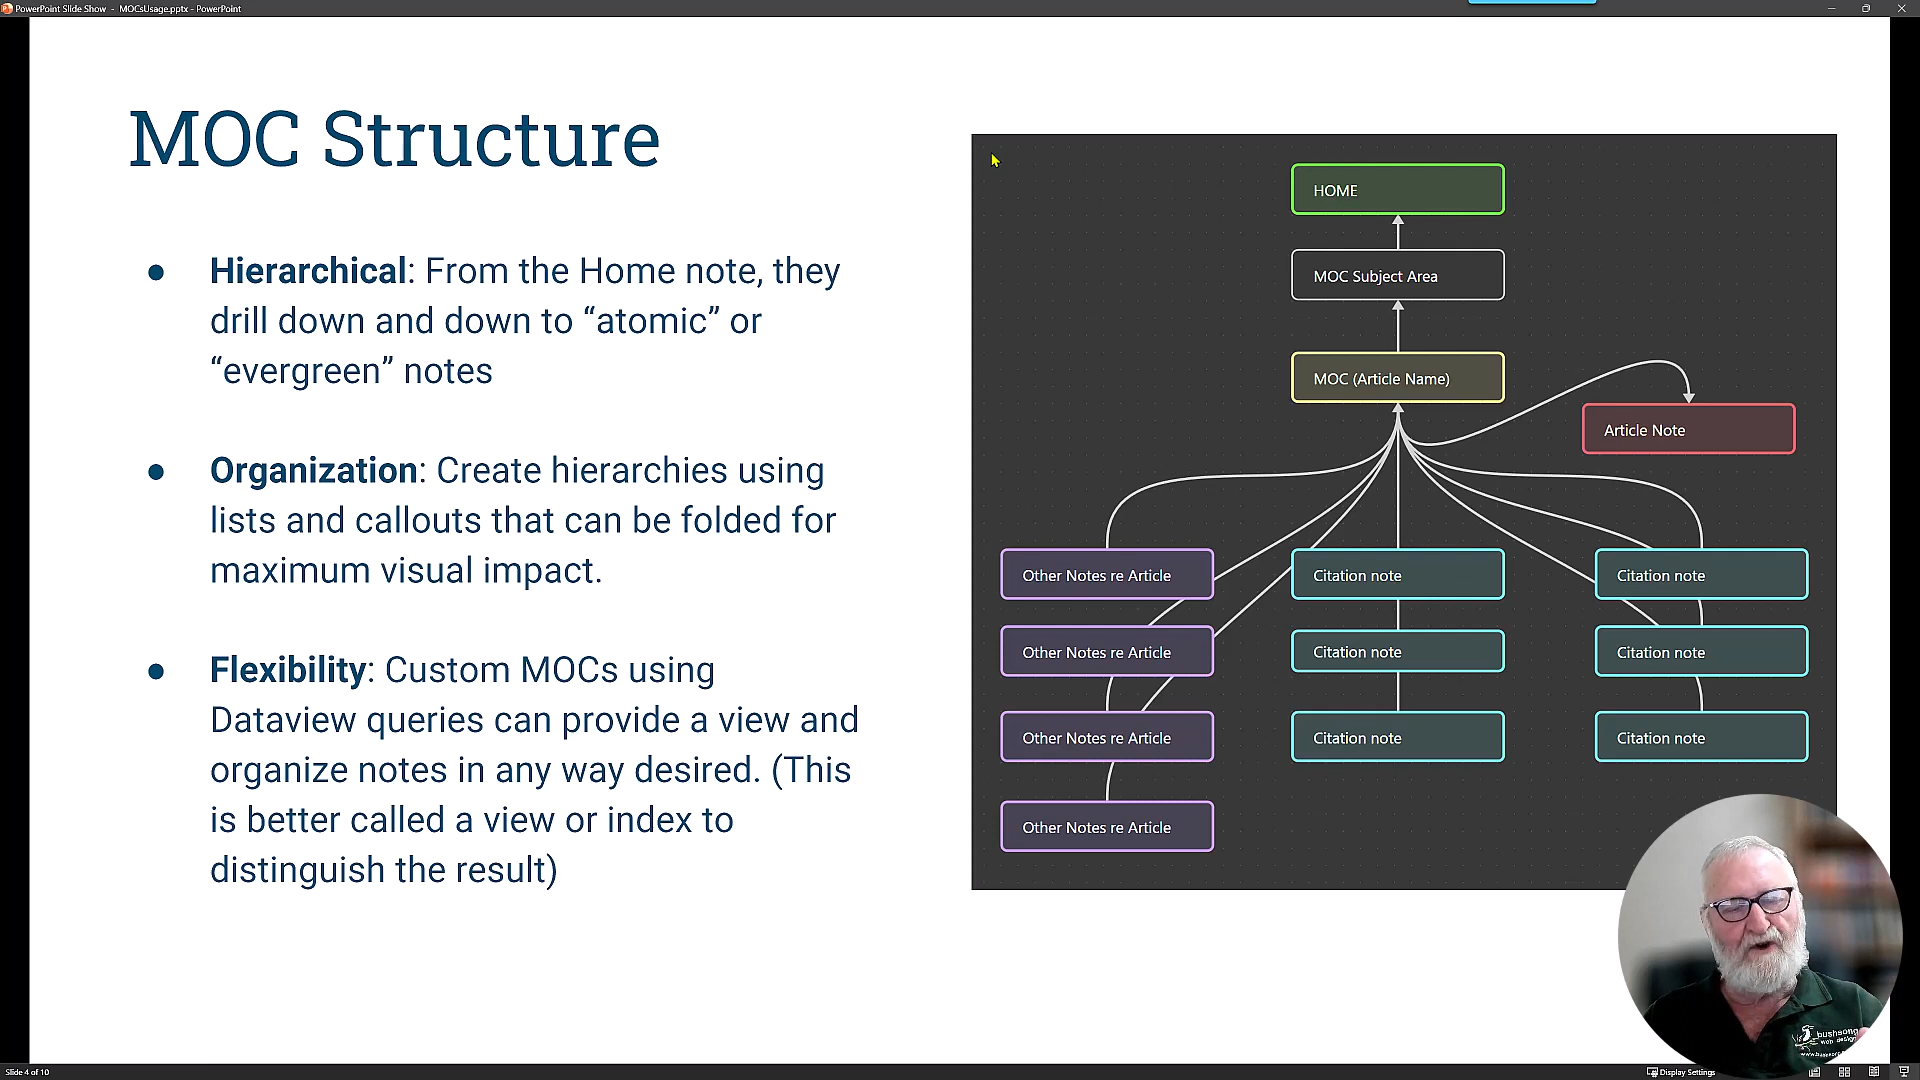 PowerPoint Slide Show - MOCsUsage.pptx - PowerPoint
MOC Structure
● Hierarchical: From the Home note, they
drill down and down to “atomic” or
“evergreen” notes
● Organization: Create hierarchies using
lists and callouts that can be folded for
maximum visual impact.
● Flexibility: Custom MOCs using
Dataview queries can provide a view and
organize notes in any way desired. (This
is better called a view or index to
distinguish the result)
HOME
MOC Subject Area
MOC (Article Name)
Article Note
Other Notes re Article
Citation note
Citation note
Other Notes re Article
Citation note
Citation note
Other Notes re Article
Citation note
Citation note
Other Notes re Article
bushsong
web design
Slide 4 of 10
Display Settings